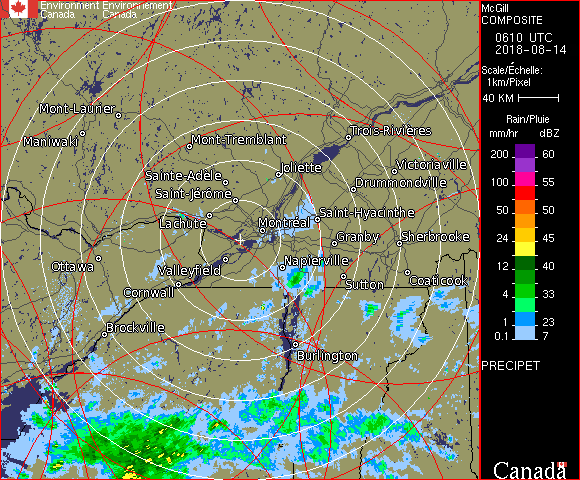 Environment Environnement
Canada Canada
McGill
COMPOSITE
0610 UTC
2018-08-14
Scale/Échelle:
1km/Pixel
40 KM
Rain/Pluie
mm/hr dBZ
200 60
100 55
50 50
24 45
12 40
4 33
1 23
0.1 7
PRECIPET
Mont-Laurier
Maniwaki
Mont-Tremblant
Trois-Rivières
Joliette
Victoriaville
Sainte-Adèle
Drummondville
Saint-Jérôme
Saint-Hyacinthe
Lachute
Montréal
Granby
Sherbrooke
Ottawa
Valleyfield
Napierville
Cornwall
Sutton
Coaticook
Brockville
Burlington
Canada